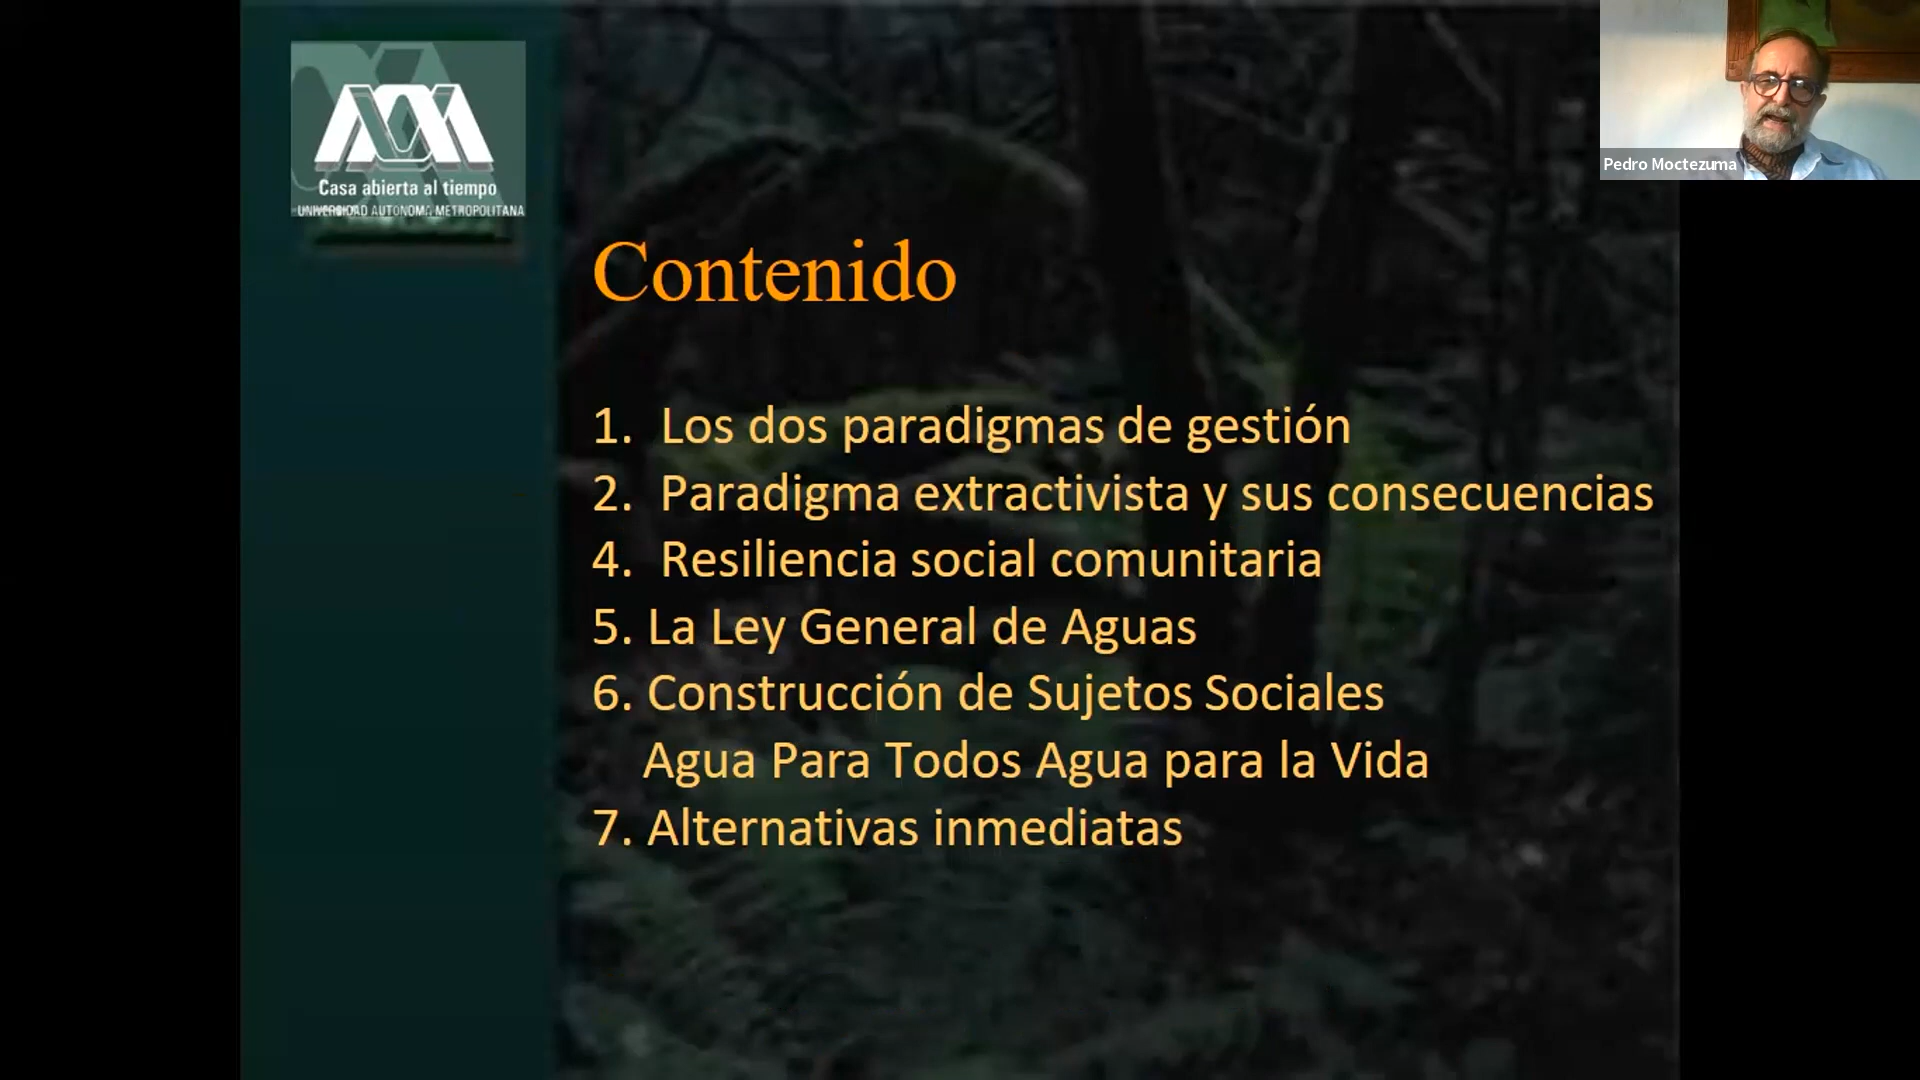 Casa abierta al tiempo
UNIVERSIDAD AUTONOMA METROPOLITANA
Pedro Moctezuma
Contenido
1. Los dos paradigmas de gestión
2. Paradigma extractivista y sus consecuencias
4. Resiliencia social comunitaria
5. La Ley General de Aguas
6. Construcción de Sujetos Sociales
Agua Para Todos Agua para la Vida
7. Alternativas inmediatas